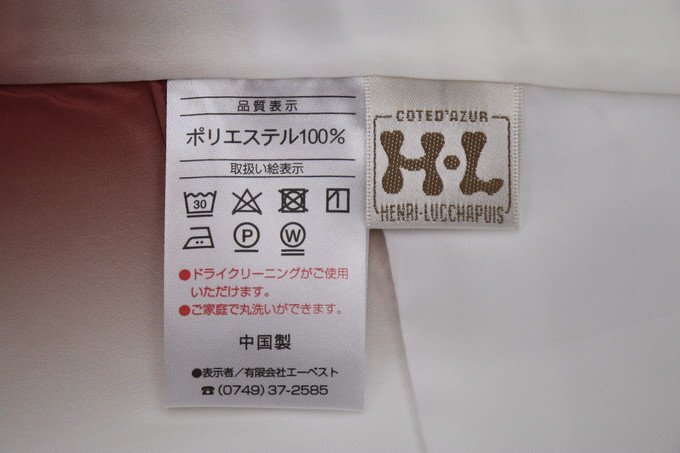 品質表示
ポリエステル100%
取扱い絵表示
30
P
W
●ドライクリーニングがご使用
いただけます。
●ご家庭で丸洗いができます。
中国製
●表示者/有限会社エーベスト
☎(0749)37-2585
COTED'AZUR
H・L
HENRI-LUCCHAPUIS